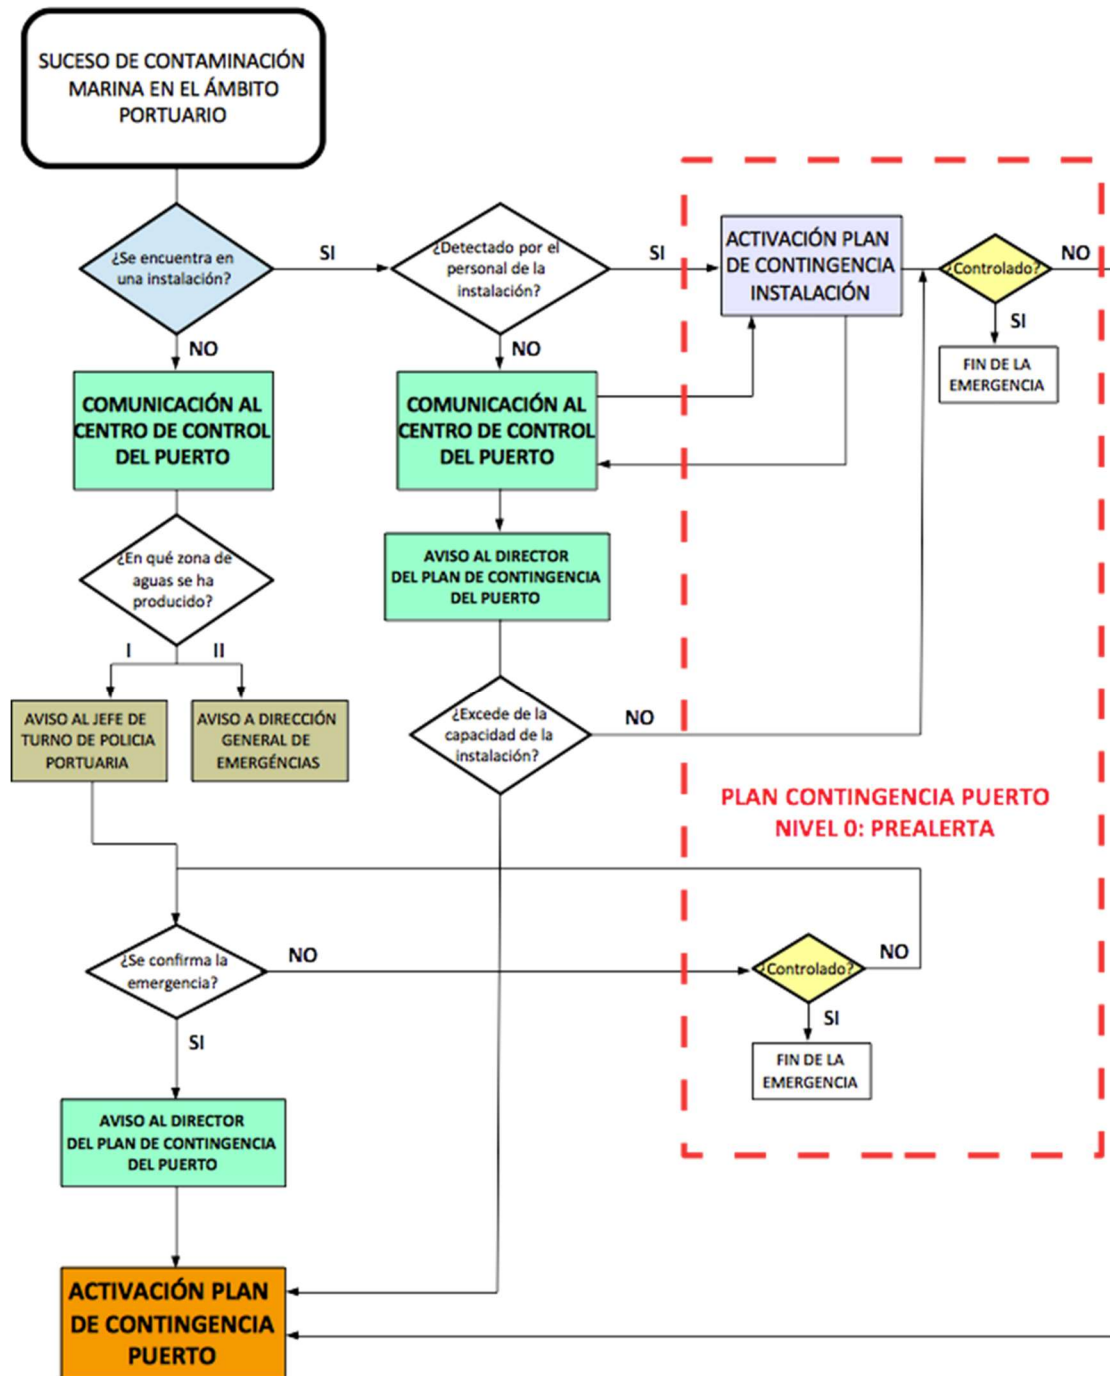 SUCESO DE CONTAMINACIÓN
MARINA EN EL ÁMBITO
PORTUARIO
¿Se encuentra en
una instalación?
SI
¿Detectado por el
personal de la
instalación?
SI
ACTIVACIÓN PLAN
DE CONTINGENCIA
INSTALACIÓN
¿Controlado?
NO
SI
FIN DE LA
EMERGENCIA
NO
NO
COMUNICACIÓN AL
CENTRO DE CONTROL
DEL PUERTO
COMUNICACIÓN AL
CENTRO DE CONTROL
DEL PUERTO
¿En qué zona de
aguas se ha
producido?
AVISO AL DIRECTOR
DEL PLAN DE CONTINGENCIA
DEL PUERTO
I
II
AVISO AL JEFE DE
TURNO DE POLICIA
PORTUARIA
AVISO A DIRECCIÓN
GENERAL DE
EMERGÉNCIAS
¿Excede de la
capacidad de la
instalación?
NO
PLAN CONTINGENCIA PUERTO
NIVEL 0: PREALERTA
¿Se confirma la
emergencia?
NO
¿Controlado?
NO
SI
FIN DE LA
EMERGENCIA
SI
AVISO AL DIRECTOR
DEL PLAN DE CONTINGENCIA
DEL PUERTO
ACTIVACIÓN PLAN
DE CONTINGENCIA
PUERTO